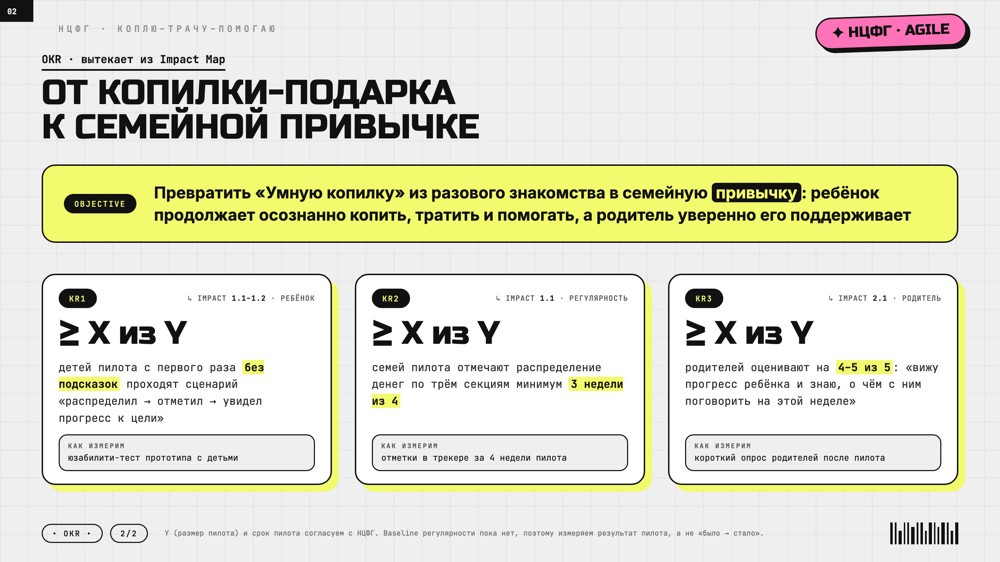 02
НЦФГ · КОПЛЮ-ТРАЧУ-ПОМОГАЮ
✦ НЦФГ · AGILE
OKR · вытекает из Impact Map
ОТ КОПИЛКИ-ПОДАРКА
К СЕМЕЙНОЙ ПРИВЫЧКЕ
OBJECTIVE
Превратить «Умную копилку» из разового знакомства в семейную привычку: ребёнок
продолжает осознанно копить, тратить и помогать, а родитель уверенно его поддерживает
KR1
↳ IMPACT 1.1–1.2 · РЕБЁНОК
≥ X из Y
детей пилота с первого раза без
подсказок проходят сценарий
«распределил → отметил → увидел
прогресс к цели»
КАК ИЗМЕРИМ
юзабилити-тест прототипа с детьми
KR2
↳ IMPACT 1.1 · РЕГУЛЯРНОСТЬ
≥ X из Y
семей пилота отмечают распределение
денег по трём секциям минимум 3 недели
из 4
КАК ИЗМЕРИМ
отметки в трекере за 4 недели пилота
KR3
↳ IMPACT 2.1 · РОДИТЕЛЬ
≥ X из Y
родителей оценивают на 4–5 из 5: «вижу
прогресс ребёнка и знаю, о чём с ним
поговорить на этой неделе»
КАК ИЗМЕРИМ
короткий опрос родителей после пилота
• OKR •
2/2
Y (размер пилота) и срок пилота согласуем с НЦФГ. Baseline регулярности пока нет, поэтому измеряем результат пилота, а не «было → стало».